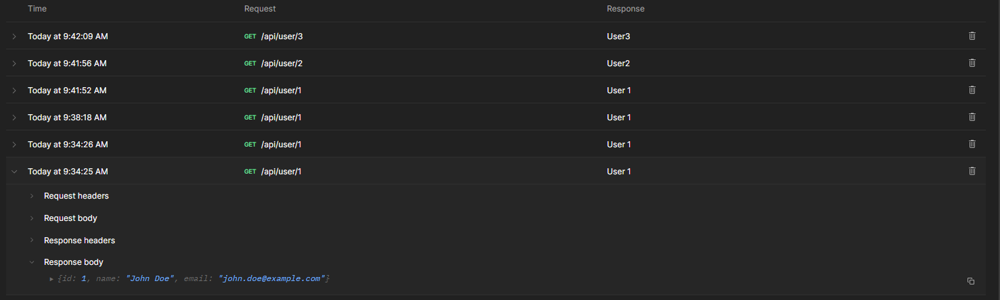 Time Request Response
Today at 9:42:09 AM GET /api/user/3 User3
Today at 9:41:56 AM GET /api/user/2 User2
Today at 9:41:52 AM GET /api/user/1 User 1
Today at 9:38:18 AM GET /api/user/1 User 1
Today at 9:34:26 AM GET /api/user/1 User 1
Today at 9:34:25 AM GET /api/user/1 User 1
Request headers
Request body
Response headers
Response body
{id: 1, name: "John Doe", email: "john.doe@example.com"}